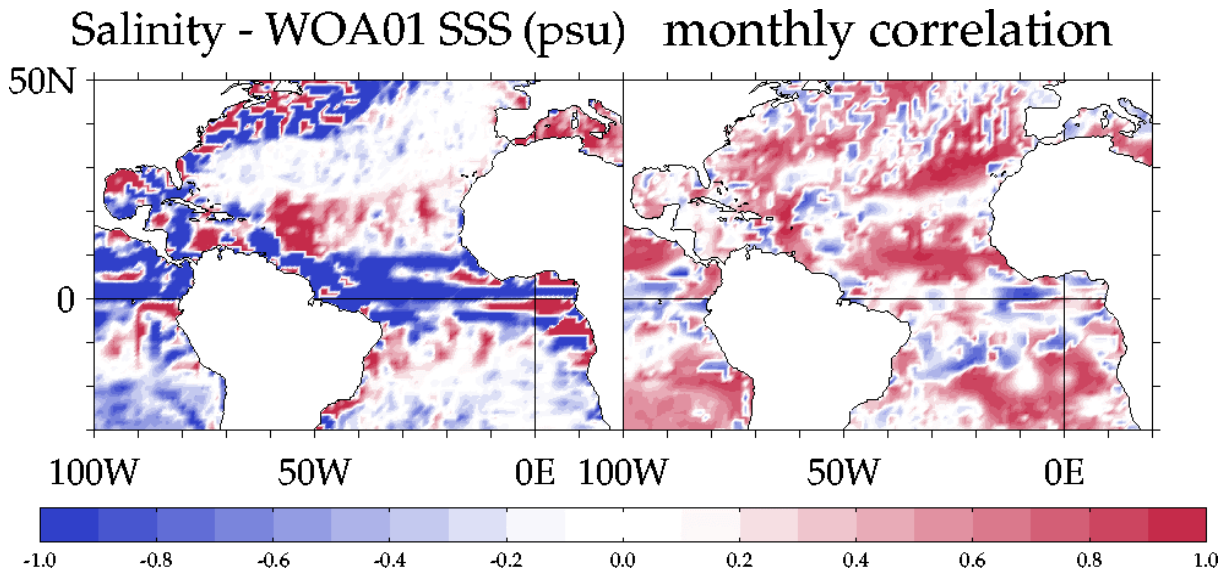 Salinity - WOA01 SSS (psu) monthly correlation
50N
0
100W 50W 0E 100W 50W 0E
-1.0 -0.8 -0.6 -0.4 -0.2 0.0 0.2 0.4 0.6 0.8 1.0